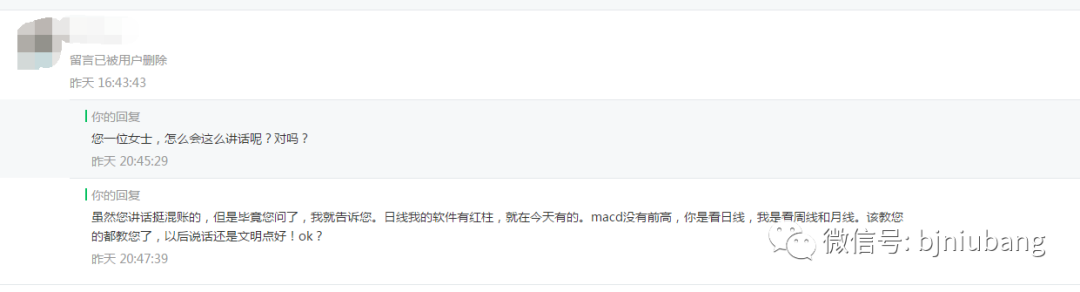 留言已被用户删除
昨天 16:43:43
你的回复
您一位女士，怎么会这么讲话呢？对吗？
昨天 20:45:29
你的回复
虽然您讲话挺混账的，但是毕竟您问了，我就告诉您。日线我的软件有红柱，就在今天有的。macd没有前高，你是看日线，我是看周线和月线。该教您
的都教您了，以后说话还是文明点好！ok？
昨天 20:47:39
微信号: bjniubang